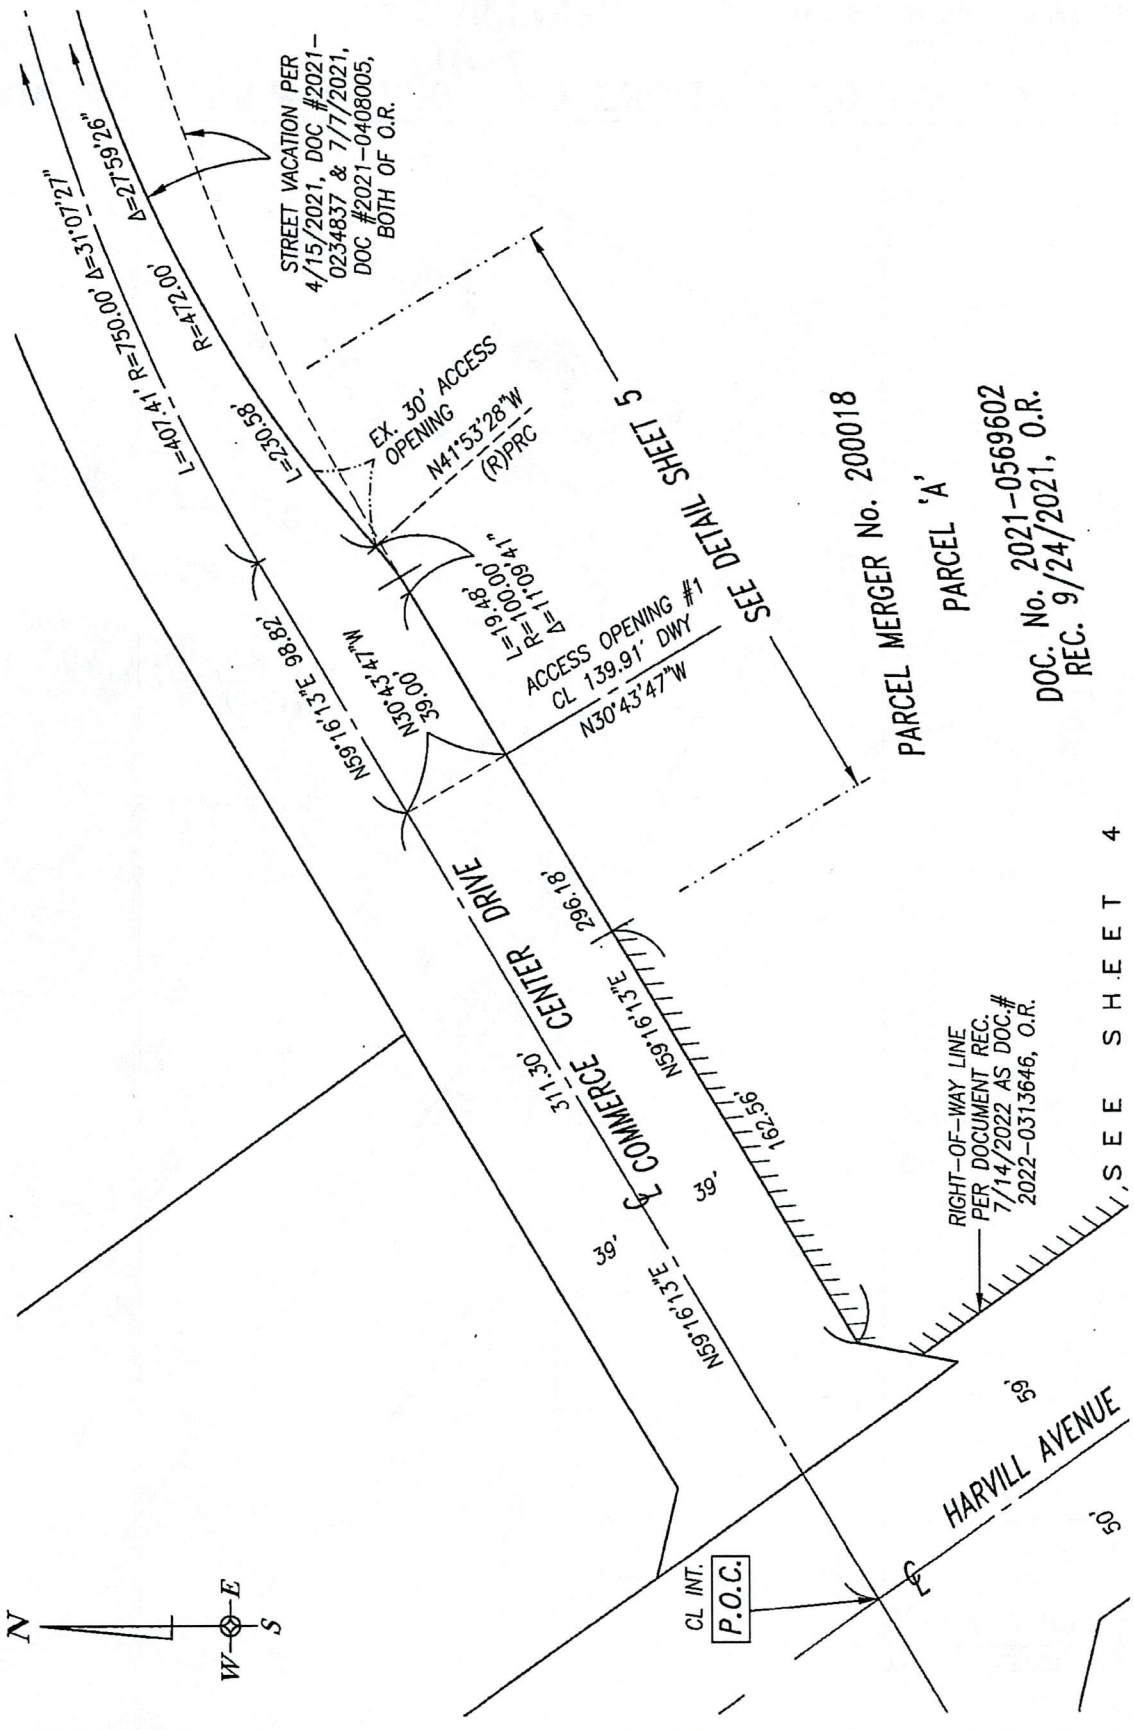 N
W
E
S
L=407.41' R=750.00' Δ=31°07'27"
R=472.00'
Δ=27°59'26"
L=230.58'
STREET VACATION PER
4/15/2021, DOC #2021-
0234837 & 7/7/2021,
DOC #2021-0408005,
BOTH OF O.R.
EX. 30' ACCESS
OPENING
N41°53'28"W
(R)PRC
N59°16'13"E 98.82'
N30°43'47"W
39.00'
L=19.48'
R=100.00'
Δ=11°09'41"
ACCESS OPENING #1
CL 139.91' DWY
N30°43'47"W
SEE DETAIL SHEET 5
311.30'
CL COMMERCE CENTER DRIVE
296.18'
N59°16'13"E
162.56'
39'
39'
N59°16'13"E
PARCEL MERGER No. 200018
PARCEL 'A'
DOC. No. 2021-0569602
REC. 9/24/2021, O.R.
RIGHT-OF-WAY LINE
PER DOCUMENT REC.
7/14/2022 AS DOC.#
2022-0313646, O.R.
SEE SHEET 4
CL INT.
P.O.C.
CL
HARVILL AVENUE
59'
50'